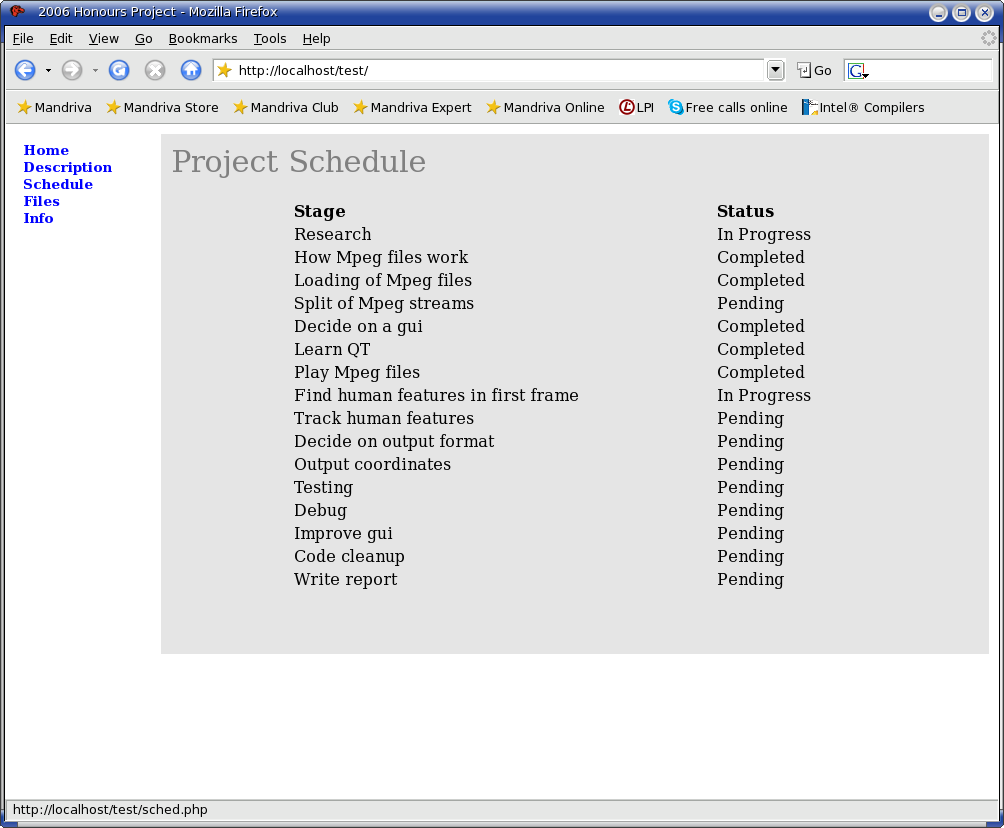 2006 Honours Project - Mozilla Firefox
File Edit View Go Bookmarks Tools Help
http://localhost/test/ Go G
Mandriva Mandriva Store Mandriva Club Mandriva Expert Mandriva Online LPI Free calls online Intel® Compilers
Home
Description
Schedule
Files
Info
Project Schedule
Stage Status
Research In Progress
How Mpeg files work Completed
Loading of Mpeg files Completed
Split of Mpeg streams Pending
Decide on a gui Completed
Learn QT Completed
Play Mpeg files Completed
Find human features in first frame In Progress
Track human features Pending
Decide on output format Pending
Output coordinates Pending
Testing Pending
Debug Pending
Improve gui Pending
Code cleanup Pending
Write report Pending
http://localhost/test/sched.php